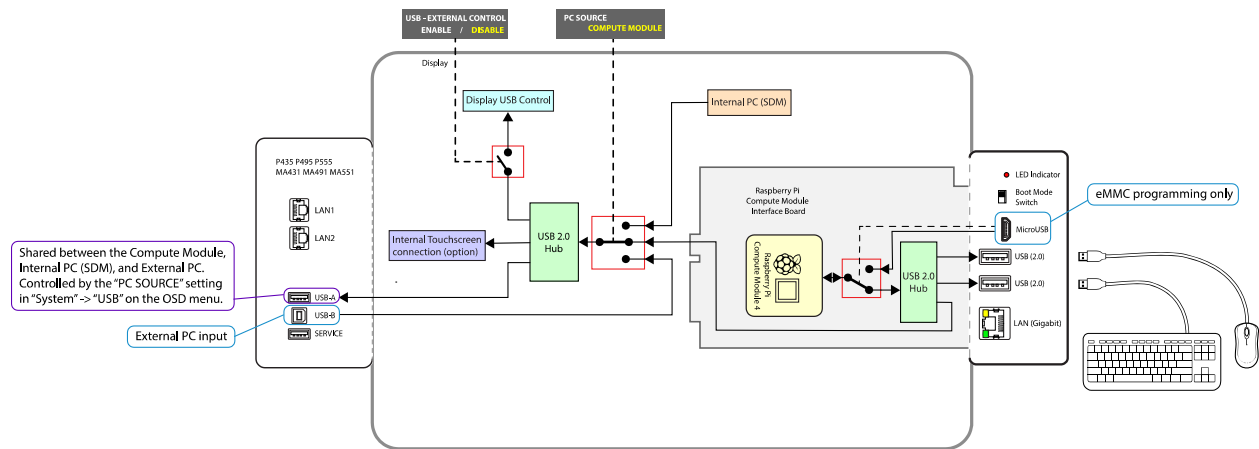 USB -EXTERNAL CONTROL
ENABLE / DISABLE
PC SOURCE
COMPUTE MODULE
Display
Display USB Control
Internal PC (SDM)
P435 P495 P555
MA431 MA491 MA551
LAN1
LAN2
USB-A
USB-B
SERVICE
Shared between the Compute Module,
Internal PC (SDM), and External PC.
Controlled by the "PC SOURCE" setting
in "System" -> "USB" on the OSD menu.
External PC input
Internal Touchscreen
connection (option)
USB 2.0
Hub
Raspberry Pi
Compute Module
Interface Board
Raspberry Pi
Compute Module 4
USB 2.0
Hub
LED Indicator
Boot Mode
Switch
MicroUSB
USB (2.0)
USB (2.0)
LAN (Gigabit)
eMMC programming only